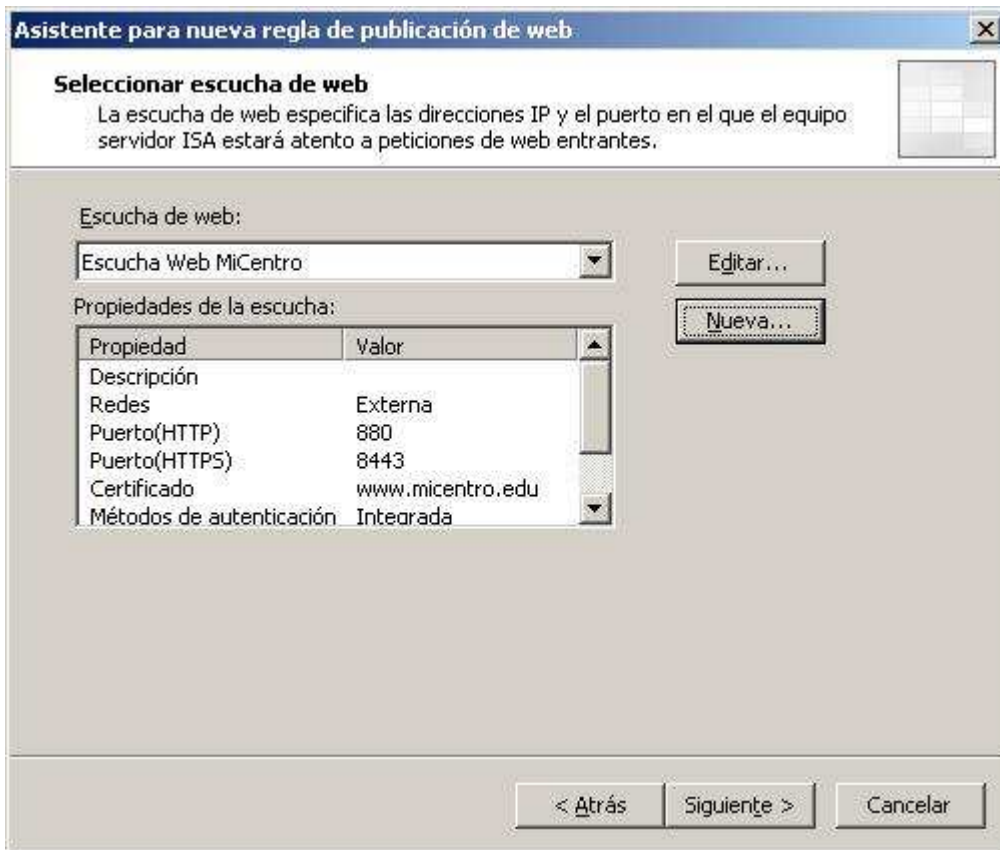 Asistente para nueva regla de publicación de web
Seleccionar escucha de web
La escucha de web especifica las direcciones IP y el puerto en el que el equipo
servidor ISA estará atento a peticiones de web entrantes.
Escucha de web:
Escucha Web MiCentro
Editar...
Propiedades de la escucha:
Nueva...
Propiedad Valor
Descripción
Redes Externa
Puerto(HTTP) 880
Puerto(HTTPS) 8443
Certificado www.micentro.edu
Métodos de autenticación Integrada
< Atrás Siguiente > Cancelar